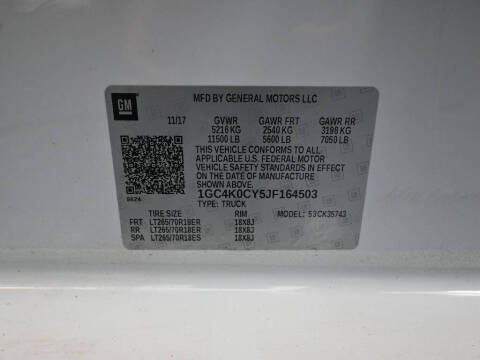 GM
MFD BY GENERAL MOTORS LLC
11/17 GVWR GAWR FRT GAWR RR
5216 KG 2540 KG 3198 KG
11500 LB 5600 LB 7050 LB
THIS VEHICLE CONFORMS TO ALL
APPLICABLE U.S. FEDERAL MOTOR
VEHICLE SAFETY STANDARDS IN EFFECT
ON THE DATE OF MANUFACTURE
SHOWN ABOVE.
1GC4K0CY5JF164503
TYPE: TRUCK
TIRE SIZE RIM MODEL: 53CK35743
FRT LT265/70R18ER 18X8J
RR LT265/70R18ER 18X8J
SPA LT265/70R18ES 18X8J